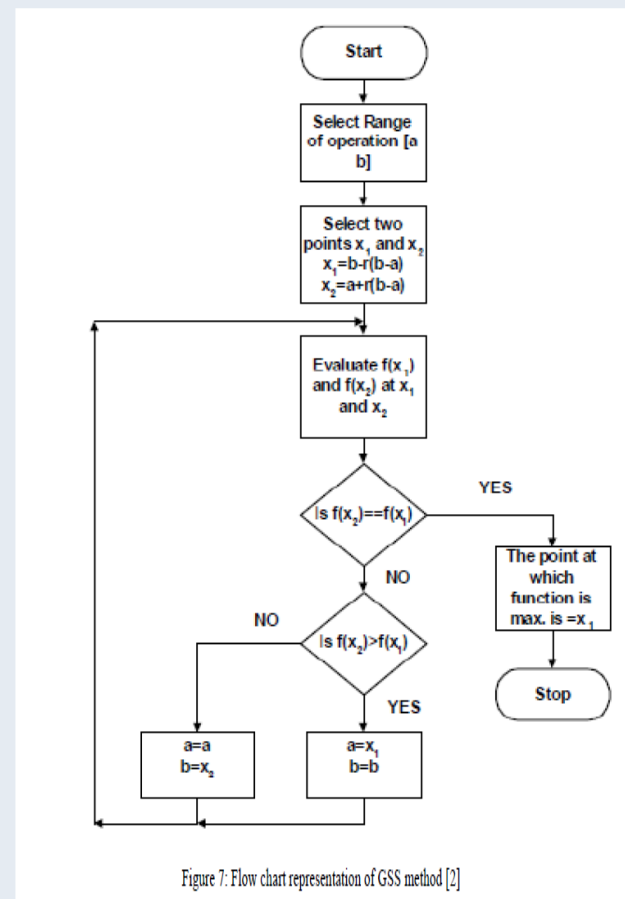 Start
Select Range
of operation [a
b]
Select two
points x₁ and x₂
x₁=b-r(b-a)
x₂=a+r(b-a)
Evaluate f(x₁)
and f(x₂) at x₁
and x₂
Is f(x₂)==f(x₁)
YES
The point at
which
function is
max. is =x₁
Stop
NO
Is f(x₂)>f(x₁)
NO
YES
a=a
b=x₂
a=x₁
b=b
Figure 7: Flow chart representation of GSS method [2]